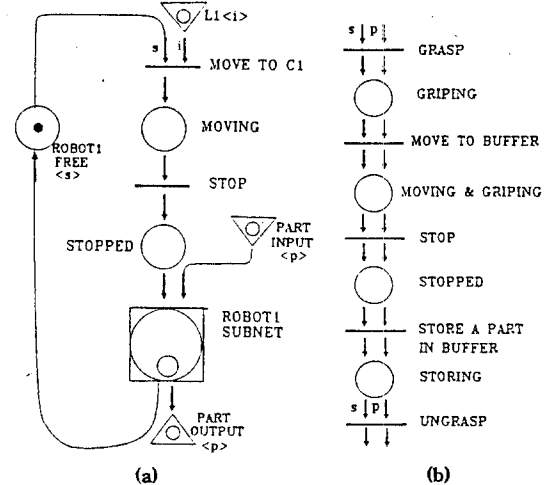 L1<i>
s i
MOVE TO C1
MOVING
ROBOT1
FREE
<s>
STOP
STOPPED
PART
INPUT
<p>
ROBOT1
SUBNET
PART
OUTPUT
<p>
(a)
s p
GRASP
GRIPING
MOVE TO BUFFER
MOVING & GRIPING
STOP
STOPPED
STORE A PART
IN BUFFER
STORING
s p
UNGRASP
(b)